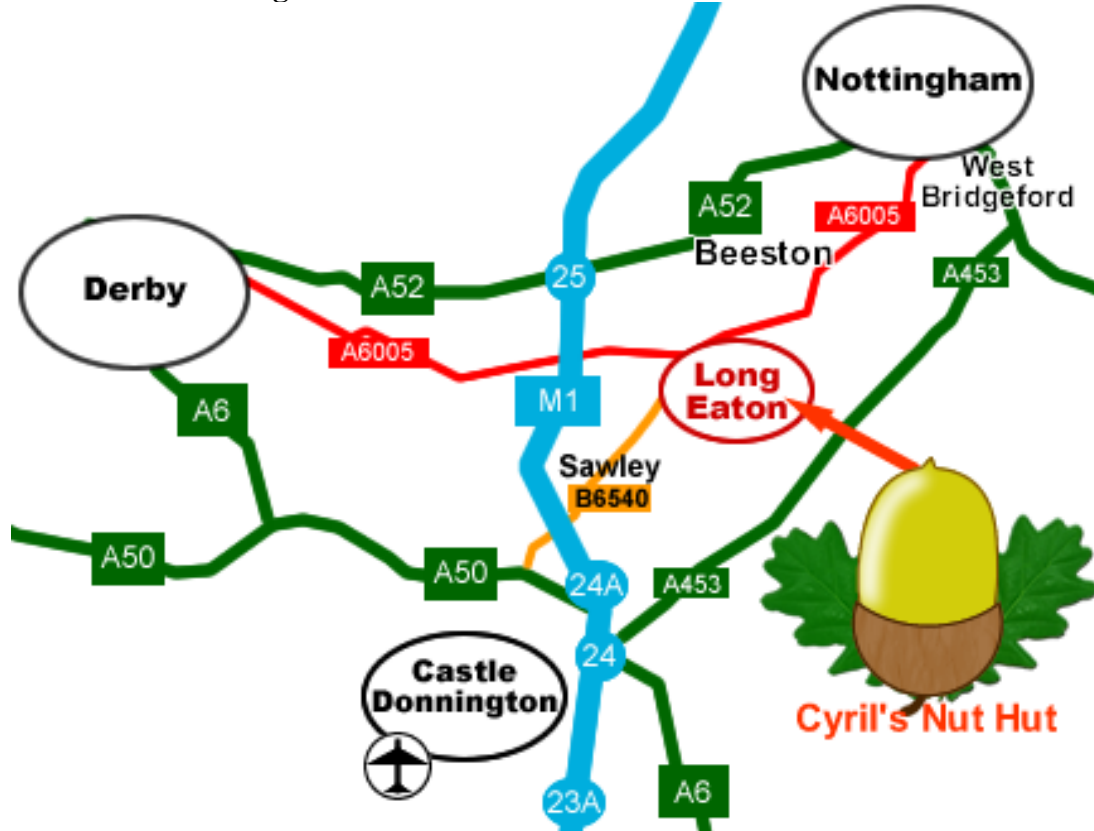 Nottingham
West
Bridgeford
A52
A6005
Beeston
A453
25
Derby
A52
A6005
Long
Eaton
M1
A6
Sawley
B6540
A50
A50
24A
A453
24
Castle
Donnington
Cyril's Nut Hut
23A
A6